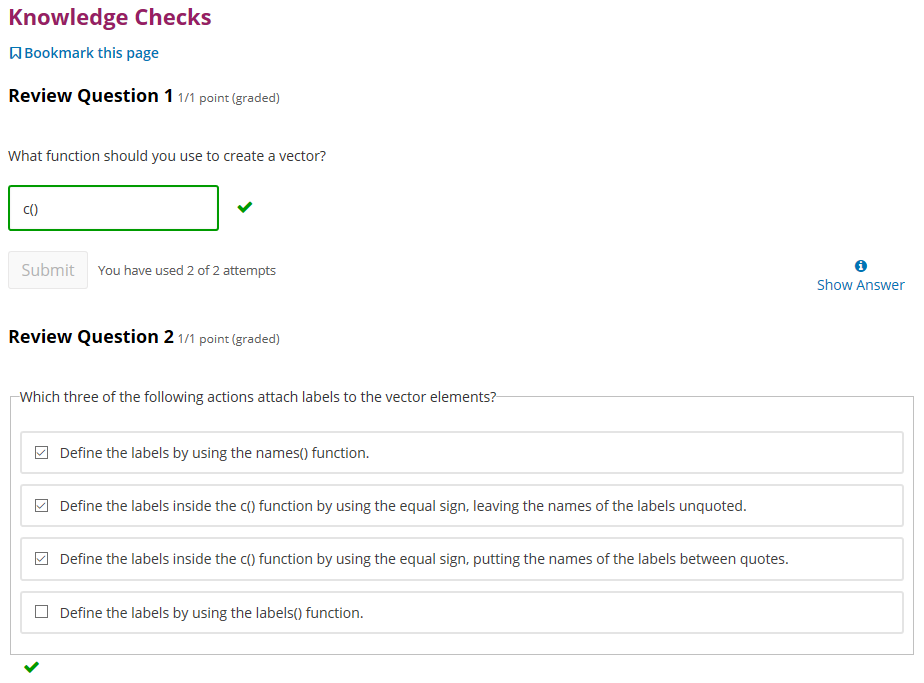 Knowledge Checks
Bookmark this page
Review Question 1 1/1 point (graded)
What function should you use to create a vector?
c()
Submit You have used 2 of 2 attempts
Show Answer
Review Question 2 1/1 point (graded)
Which three of the following actions attach labels to the vector elements?
Define the labels by using the names() function.
Define the labels inside the c() function by using the equal sign, leaving the names of the labels unquoted.
Define the labels inside the c() function by using the equal sign, putting the names of the labels between quotes.
Define the labels by using the labels() function.